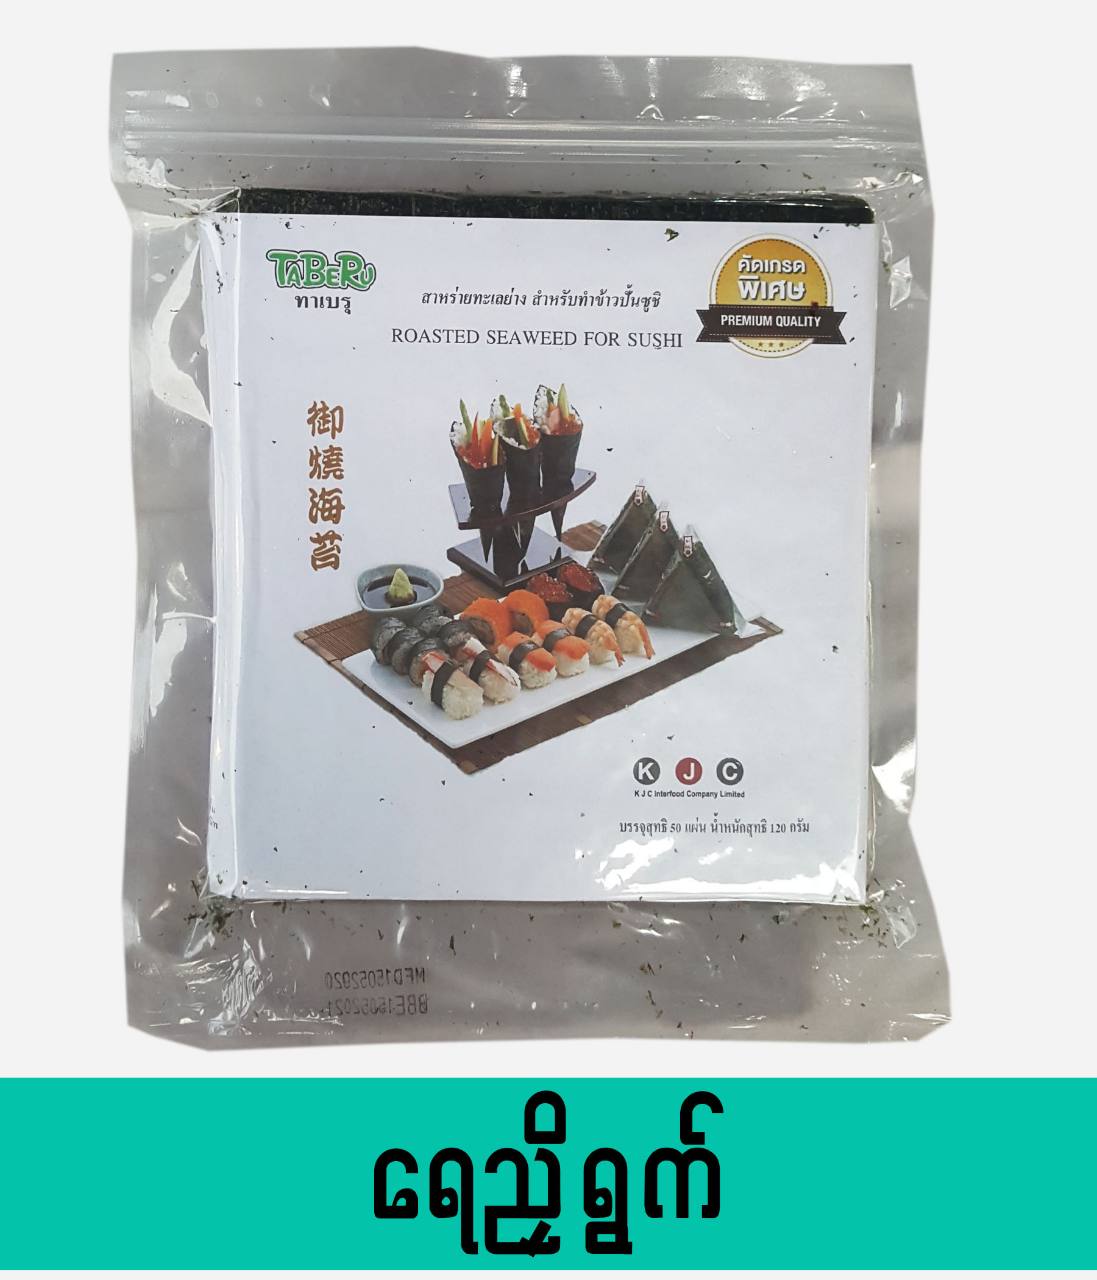 TABERU
ทาเบรุ
สาหร่ายทะเลย่าง สำหรับทำข้าวปั้นซูชิ
ROASTED SEAWEED FOR SUSHI
คัดเกรด
พิเศษ
PREMIUM QUALITY
御燒海苔
K J C
K J C Interfood Company Limited
บรรจุสุทธิ 50 แผ่น น้ำหนักสุทธิ 120 กรัม
MFD15052020
BBE15052021
ရေညှိရွက်